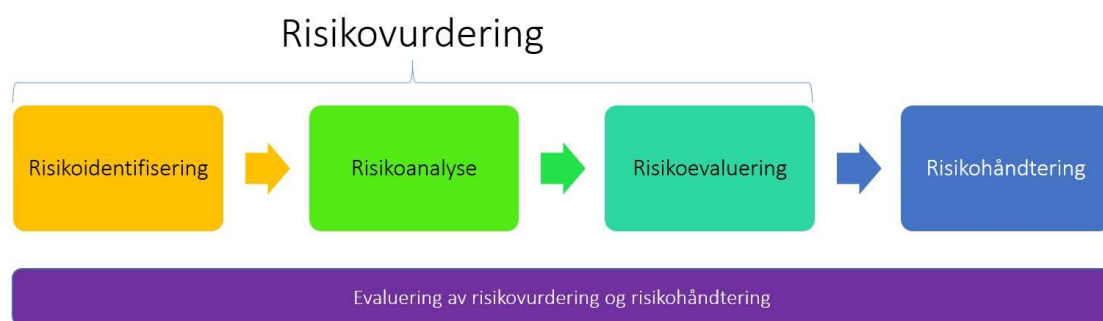 Risikovurdering
Risikoidentifisering
Risikoanalyse
Risikoevaluering
Risikohåndtering
Evaluering av risikovurdering og risikohåndtering